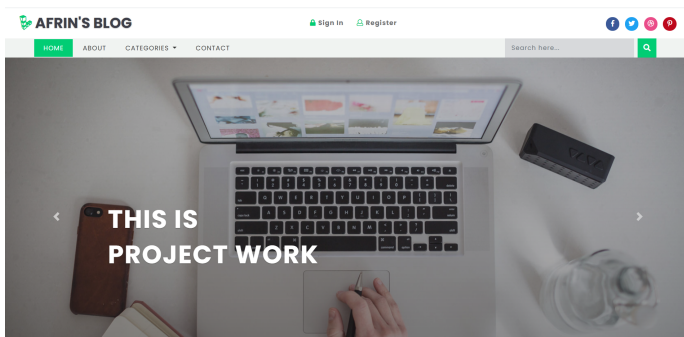 AFRIN'S BLOG
Sign In
Register
HOME
ABOUT
CATEGORIES
CONTACT
Search here...
THIS IS
PROJECT WORK